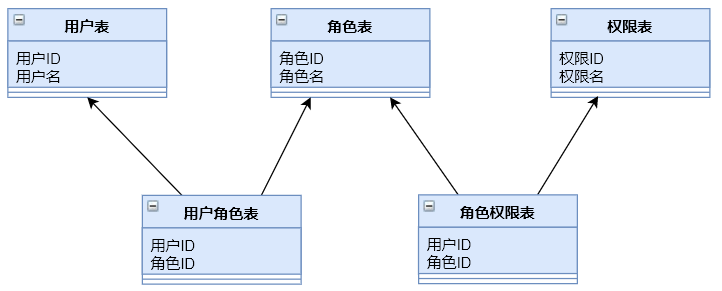 用户表
用户ID
用户名
角色表
角色ID
角色名
权限表
权限ID
权限名
用户角色表
用户ID
角色ID
角色权限表
用户ID
角色ID